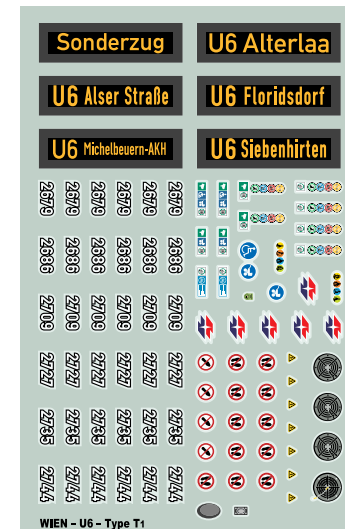 Sonderzug
U6 Alterlaa
U6 Alser Straße
U6 Floridsdorf
U6 Michelbeuern-AKH
U6 Siebenhirten
2679 2679 2679 2679 2679 2679
2686 2686 2686 2686 2686 2686
2709 2709 2709 2709 2709 2709
2727 2727 2727 2727 2727 2727
2735 2735 2735 2735 2735 2735
2744 2744 2744 2744 2744 2744
WIEN - U6 - Type T1